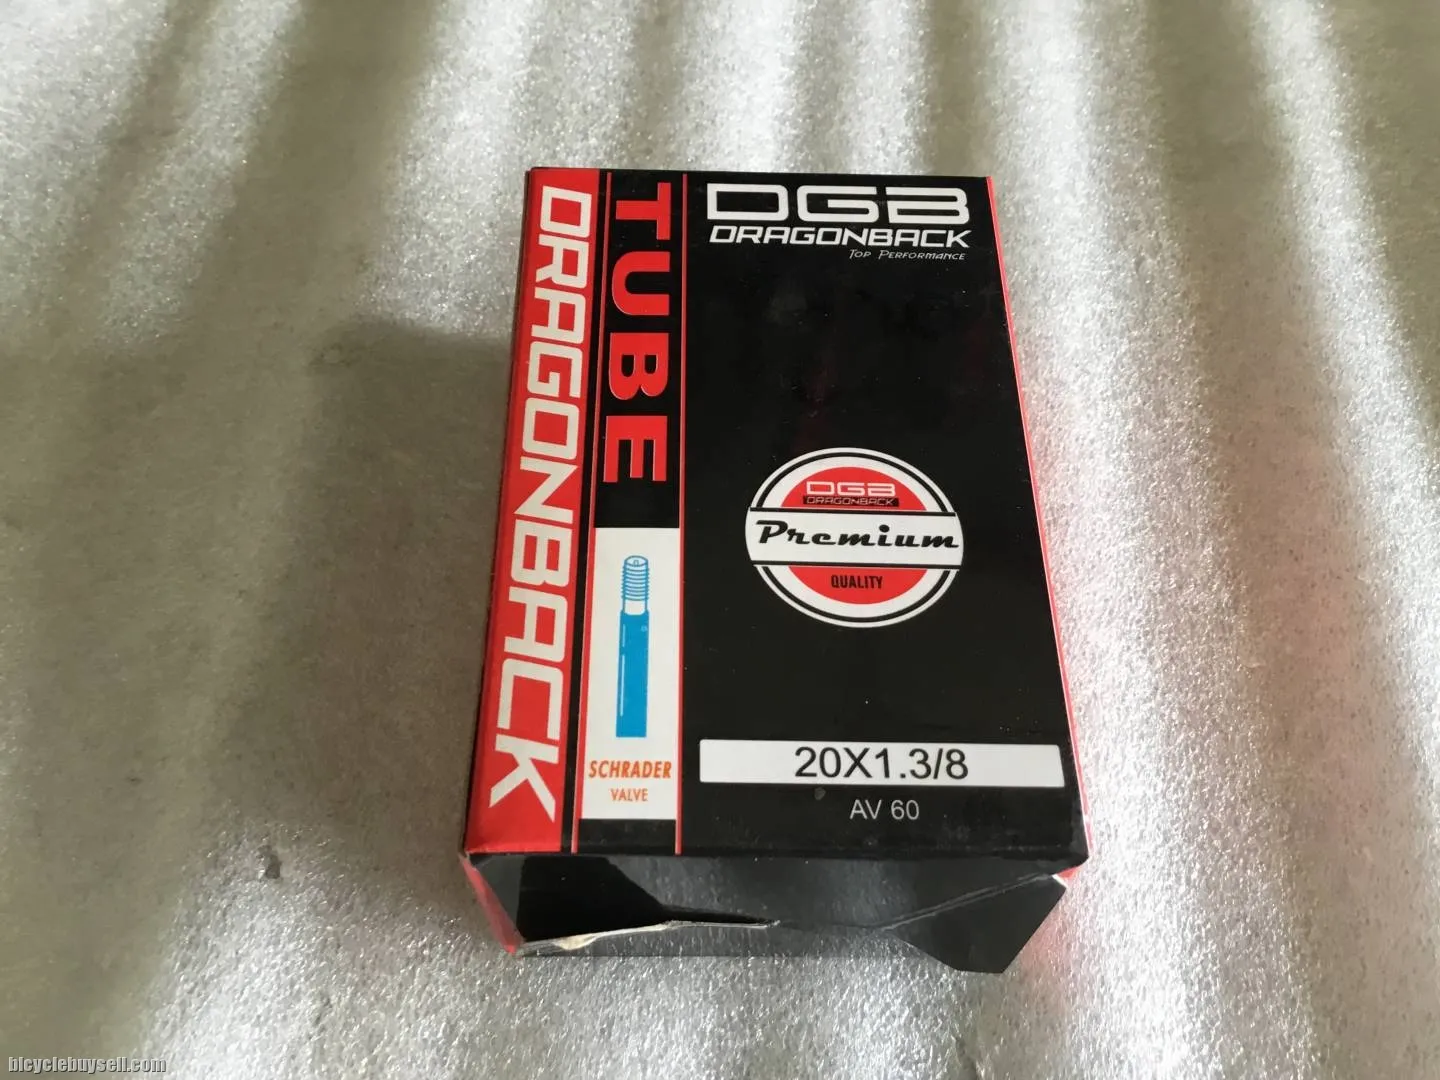 DRAGONBACK
TUBE
SCHRADER
VALVE
DGB
DRAGONBACK
TOP PERFORMANCE
DGB
DRAGONBACK
Premium
QUALITY
20X1.3/8
AV 60
bicyclebuysell.com